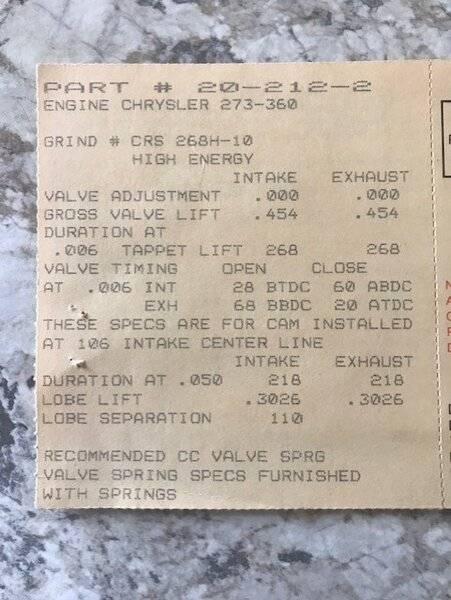 PART # 20-212-2
ENGINE CHRYSLER 273-360
GRIND # CRS 268H-10
HIGH ENERGY
INTAKE EXHAUST
VALVE ADJUSTMENT .000 .000
GROSS VALVE LIFT .454 .454
DURATION AT
.006 TAPPET LIFT 268 268
VALVE TIMING OPEN CLOSE
AT .006 INT 28 BTDC 60 ABDC
EXH 68 BBDC 20 ATDC
THESE SPECS ARE FOR CAM INSTALLED
AT 106 INTAKE CENTER LINE
INTAKE EXHAUST
DURATION AT .050 218 218
LOBE LIFT .3026 .3026
LOBE SEPARATION 110
RECOMMENDED CC VALVE SPRG
VALVE SPRING SPECS FURNISHED
WITH SPRINGS